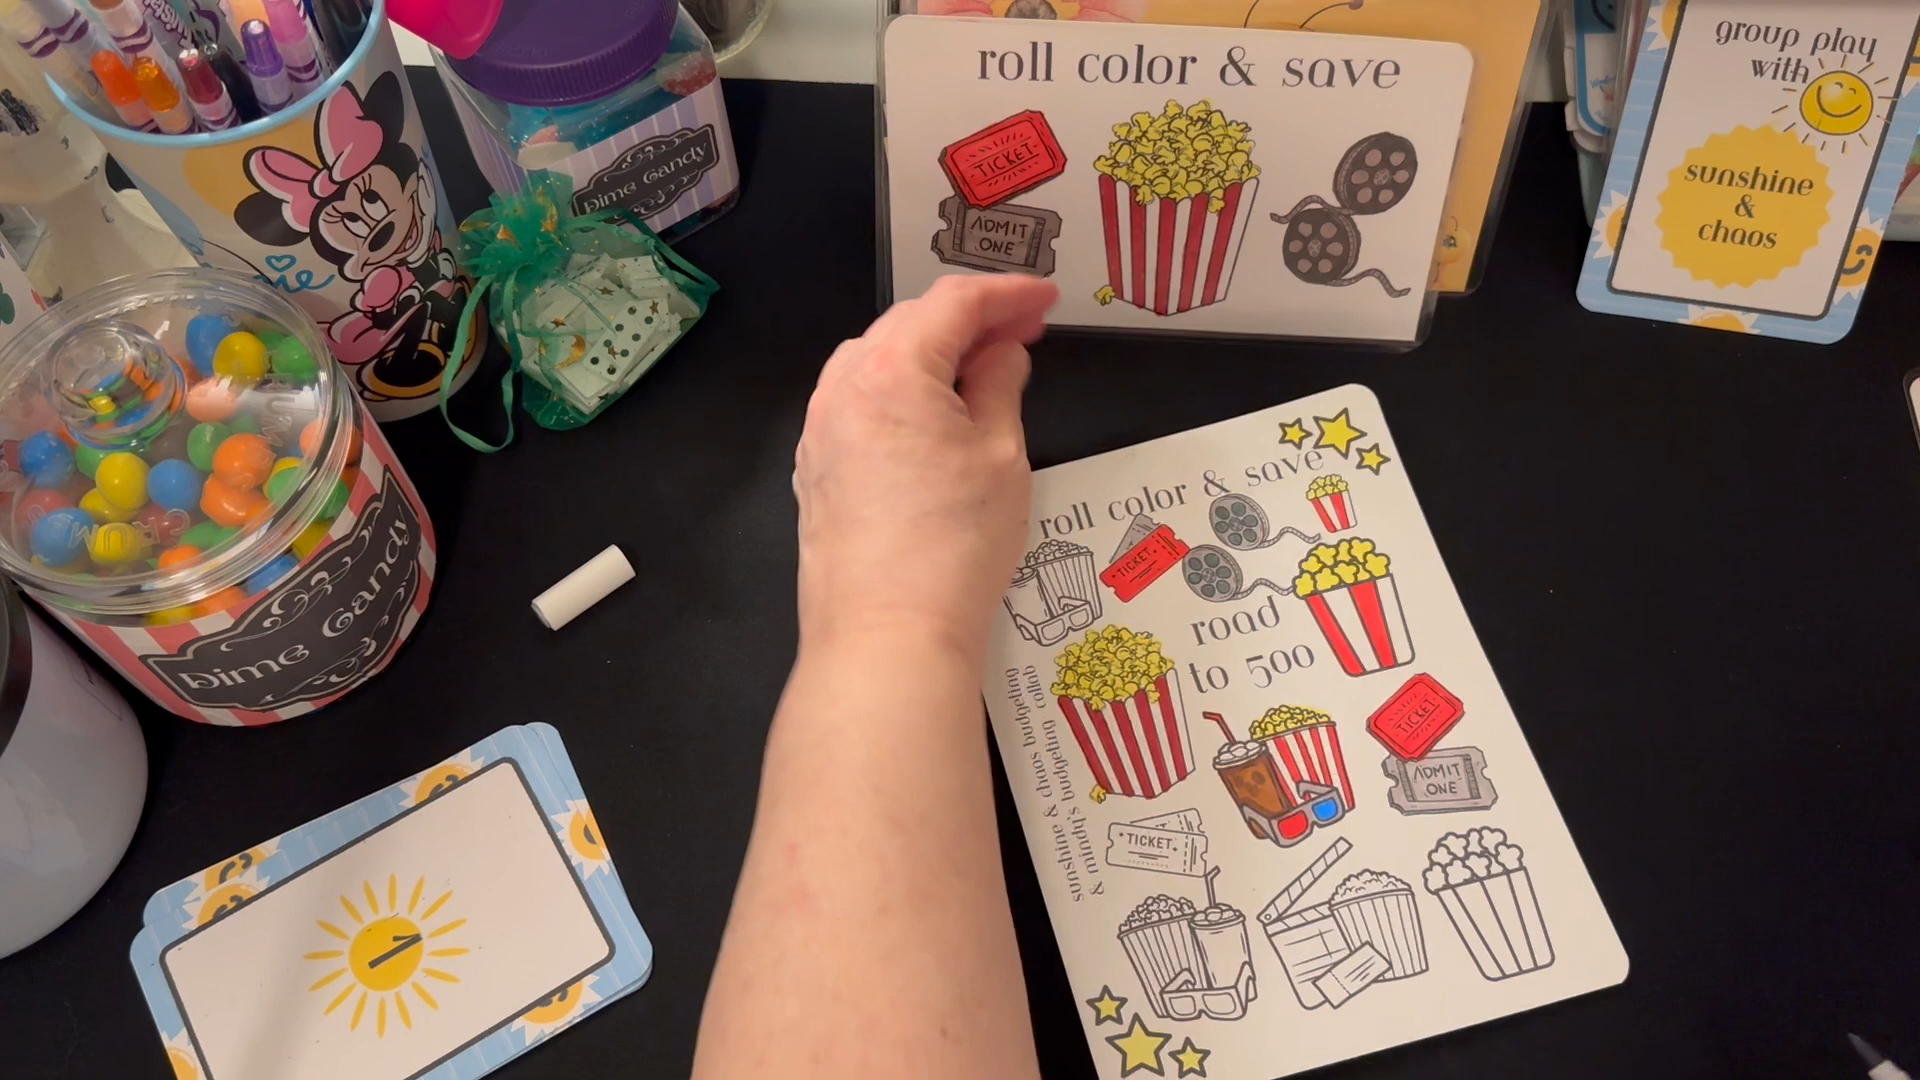 roll color & save
TICKET
ADMIT
ONE
group play
with
sunshine
&
chaos
Dime Candy
Dime Candy
roll color & save
TICKET
road
to 500
TICKET
ADMIT
ONE
TICKET
sunshine & chaos budgeting
& mindy's budgeting collab
1